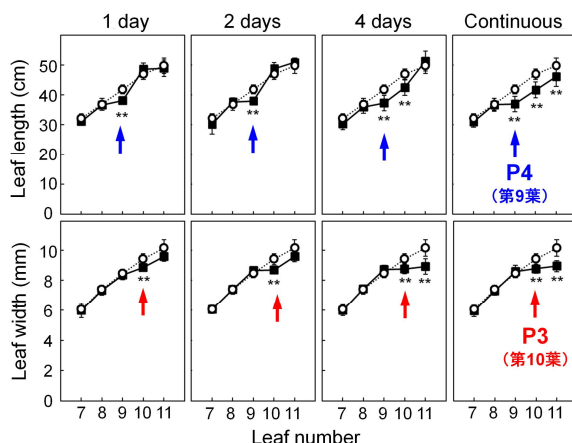 1 day
2 days
4 days
Continuous
Leaf length (cm)
50
40
30
20
10
0
**
**
**
**
**
**
**
P4
(第9葉)
Leaf width (mm)
10
8
6
4
2
0
**
**
**
**
**
**
P3
(第10葉)
7 8 9 10 11
7 8 9 10 11
7 8 9 10 11
7 8 9 10 11
Leaf number